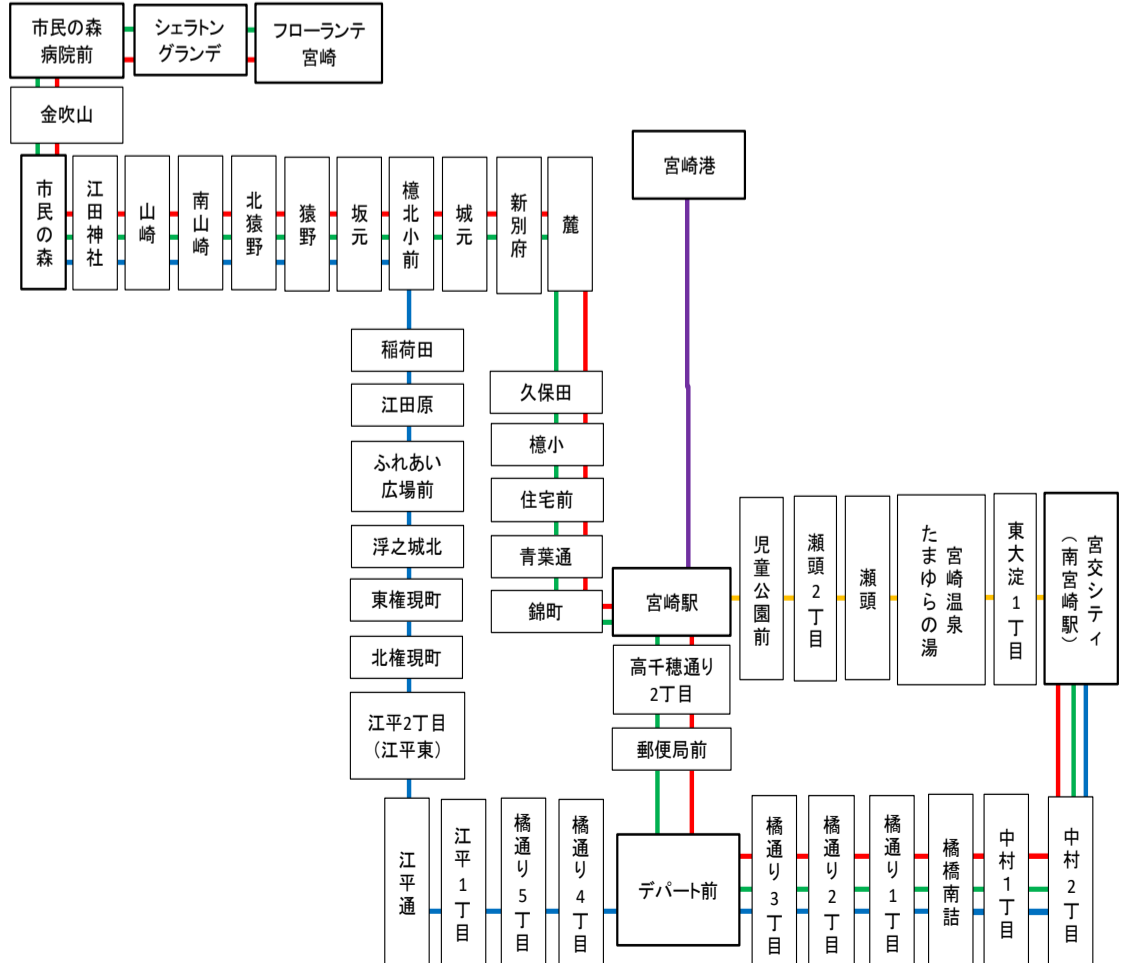 市民の森
病院前
シェラトン
グランデ
フローランテ
宮崎
金吹山
宮崎港
市民の森
江田神社
山崎
南山崎
北猿野
猿野
坂元
檍北小前
城元
新別府
麓
稲荷田
江田原
ふれあい
広場前
浮之城北
東権現町
北権現町
江平2丁目
（江平東）
久保田
檍小
住宅前
青葉通
錦町
宮崎駅
児童公園前
瀬頭2丁目
瀬頭
宮崎温泉
たまゆらの湯
東大淀1丁目
宮交シティ
（南宮崎駅）
高千穂通り
2丁目
郵便局前
江平通
江平1丁目
橘通り5丁目
橘通り4丁目
デパート前
橘通り3丁目
橘通り2丁目
橘通り1丁目
橘橋南詰
中村1丁目
中村2丁目